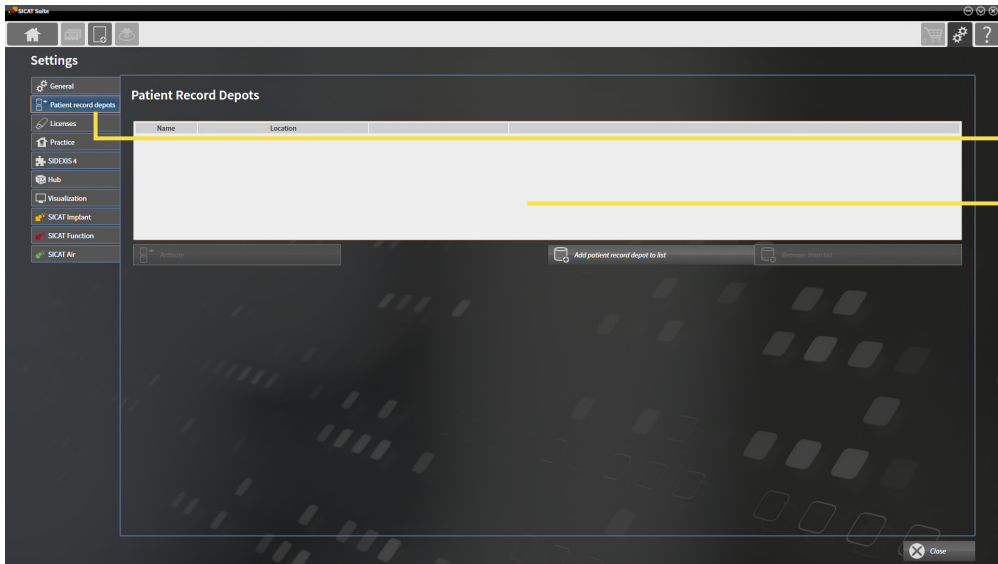 SICAT Suite
?
Settings
General
Patient record depots
Licenses
Practice
SIDEXIS 4
Hub
Visualization
SICAT Implant
SICAT Function
SICAT Air
Patient Record Depots
Name Location
Activate Add patient record depot to list Remove from list
Close